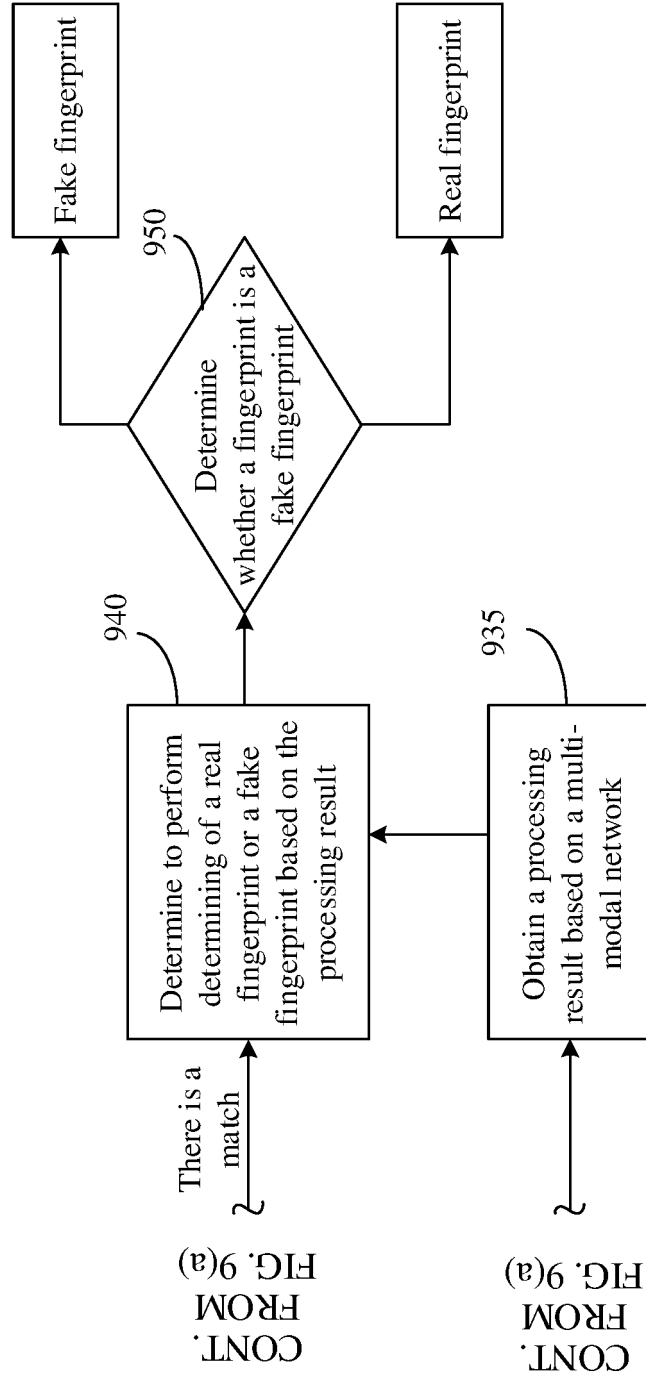 CONT.
FROM
FIG. 9(a)
There is a
match
940
Determine to perform
determining of a real
fingerprint or a fake
fingerprint based on the
processing result
950
Determine
whether a fingerprint is a
fake fingerprint
Fake fingerprint
Real fingerprint
CONT.
FROM
FIG. 9(a)
935
Obtain a processing
result based on a multi-
modal network